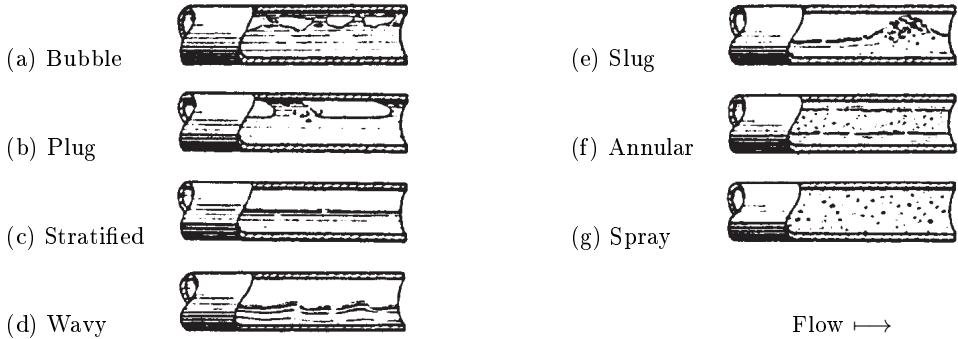 (a) Bubble
(b) Plug
(c) Stratified
(d) Wavy
(e) Slug
(f) Annular
(g) Spray
Flow ⟼